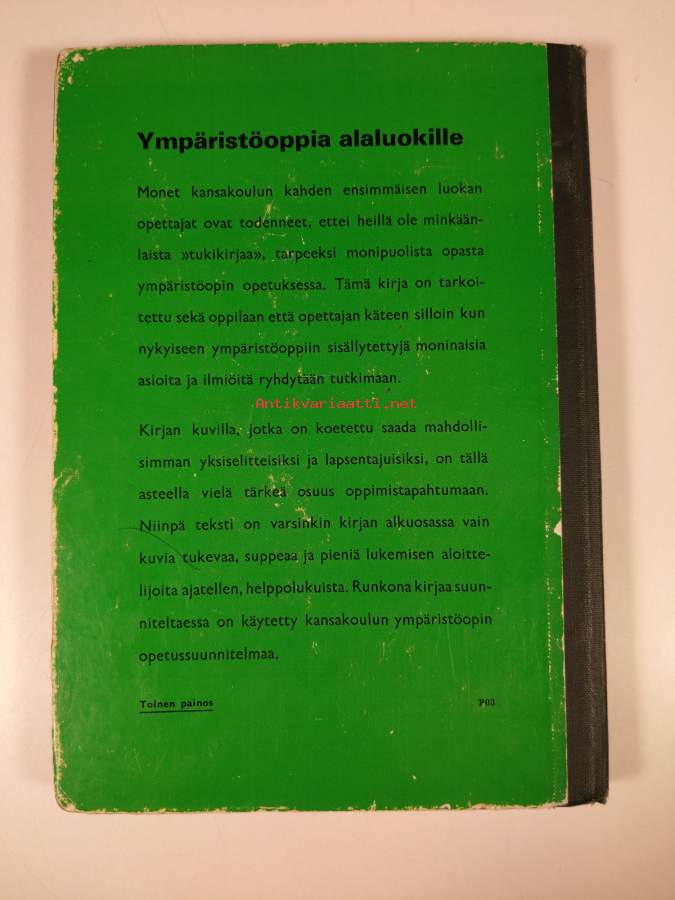 Ympäristöoppia alaluokille
Monet kansakoulun kahden ensimmäisen luokan
opettajat ovat todenneet, ettei heillä ole minkään-
laista »tukikirjaa», tarpeeksi monipuolista opasta
ympäristöopin opetuksessa. Tämä kirja on tarkoi-
tettu sekä oppilaan että opettajan käteen silloin kun
nykyiseen ympäristöoppiin sisällytettyjä moninaisia
asioita ja ilmiöitä ryhdytään tutkimaan.
Antikvariaatti.net
Kirjan kuvilla, jotka on koetettu saada mahdolli-
simman yksiselitteisiksi ja lapsentajuisiksi, on tällä
asteella vielä tärkeä osuus oppimistapahtumaan.
Niinpä teksti on varsinkin kirjan alkuosassa vain
kuvia tukevaa, suppeaa ja pieniä lukemisen aloitte-
lijoita ajatellen, helppolukuista. Runkona kirjaa suun-
niteltaessa on käytetty kansakoulun ympäristöopin
opetussuunnitelmaa.
Toinen painos
P03